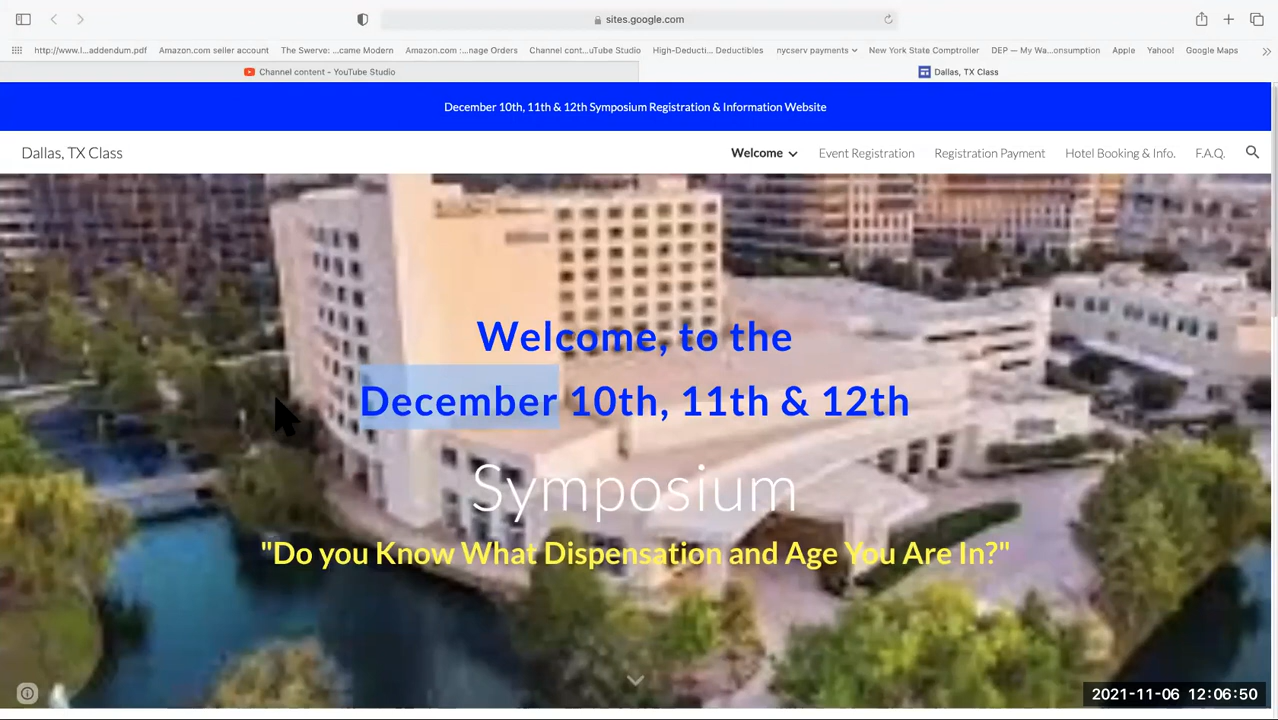 sites.google.com
http://www.l...addendum.pdf Amazon.com seller account The Swerve: ...came Modern Amazon.com :...nage Orders Channel cont...uTube Studio High-Deducti... Deductibles nycserv payments New York State Comptroller DEP — My Wa...onsumption Apple Yahoo! Google Maps
Channel content - YouTube Studio Dallas, TX Class
December 10th, 11th & 12th Symposium Registration & Information Website
Dallas, TX Class Welcome Event Registration Registration Payment Hotel Booking & Info. F.A.Q.
Welcome, to the
December 10th, 11th & 12th
Symposium
"Do you Know What Dispensation and Age You Are In?"
2021-11-06 12:06:50